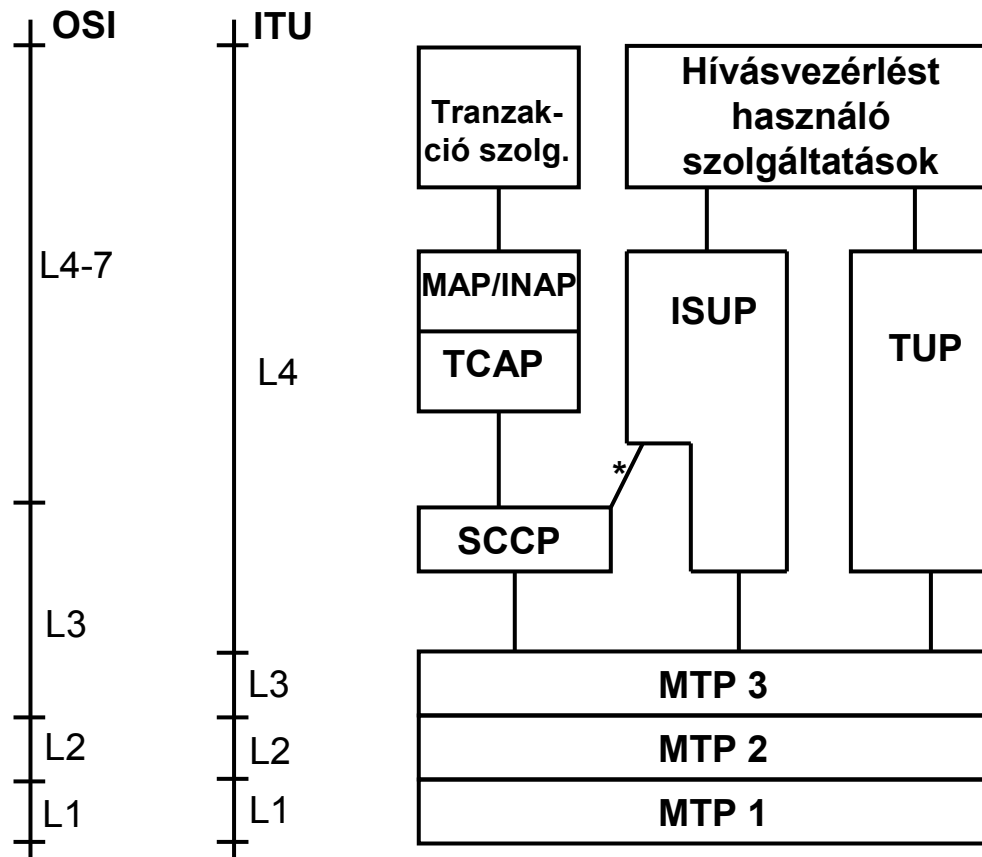 OSI
ITU
Hívásvezérlést
használó
szolgáltatások
Tranzak-
ció szolg.
L4-7
MAP/INAP
ISUP
TUP
TCAP
L4
*
SCCP
L3
L3
MTP 3
L2
L2
MTP 2
L1
L1
MTP 1